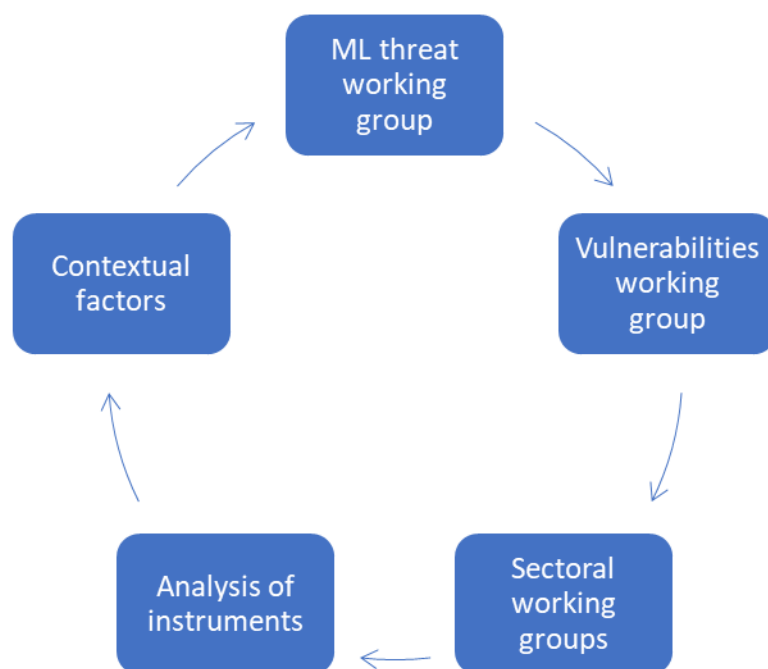 ML threat
working
group
Vulnerabilities
working
group
Sectoral
working
groups
Analysis of
instruments
Contextual
factors